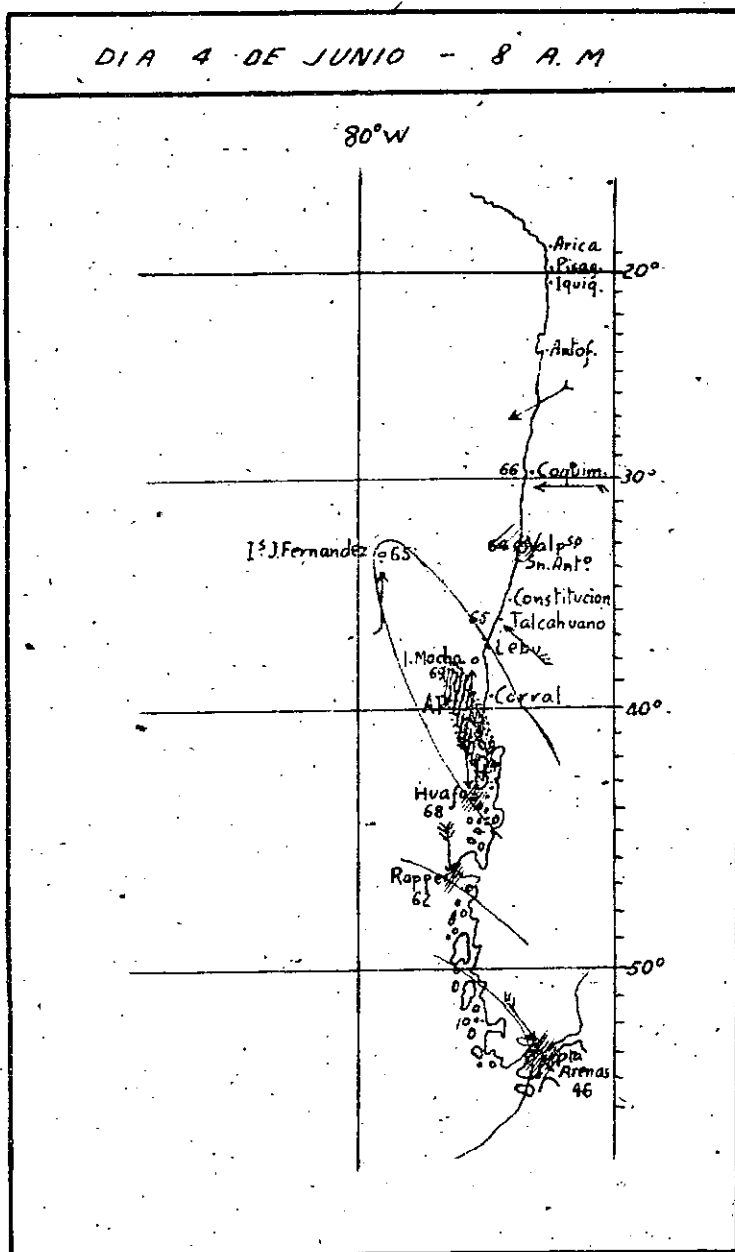 DIA 4 DE JUNIO - 8 A.M
80°W
Arica
Pisag.
20°
Iquiq.
Antof.
66 Coquim.
30°
Is J. Fernandez 65
64 Valpso
Sn. Anto
Constitucion
65 Talcahuano
Lebu
I. Mocha
69
AP
Corral
40°
Huafo
68
Rapper
62
50°
pta
Arenas
46